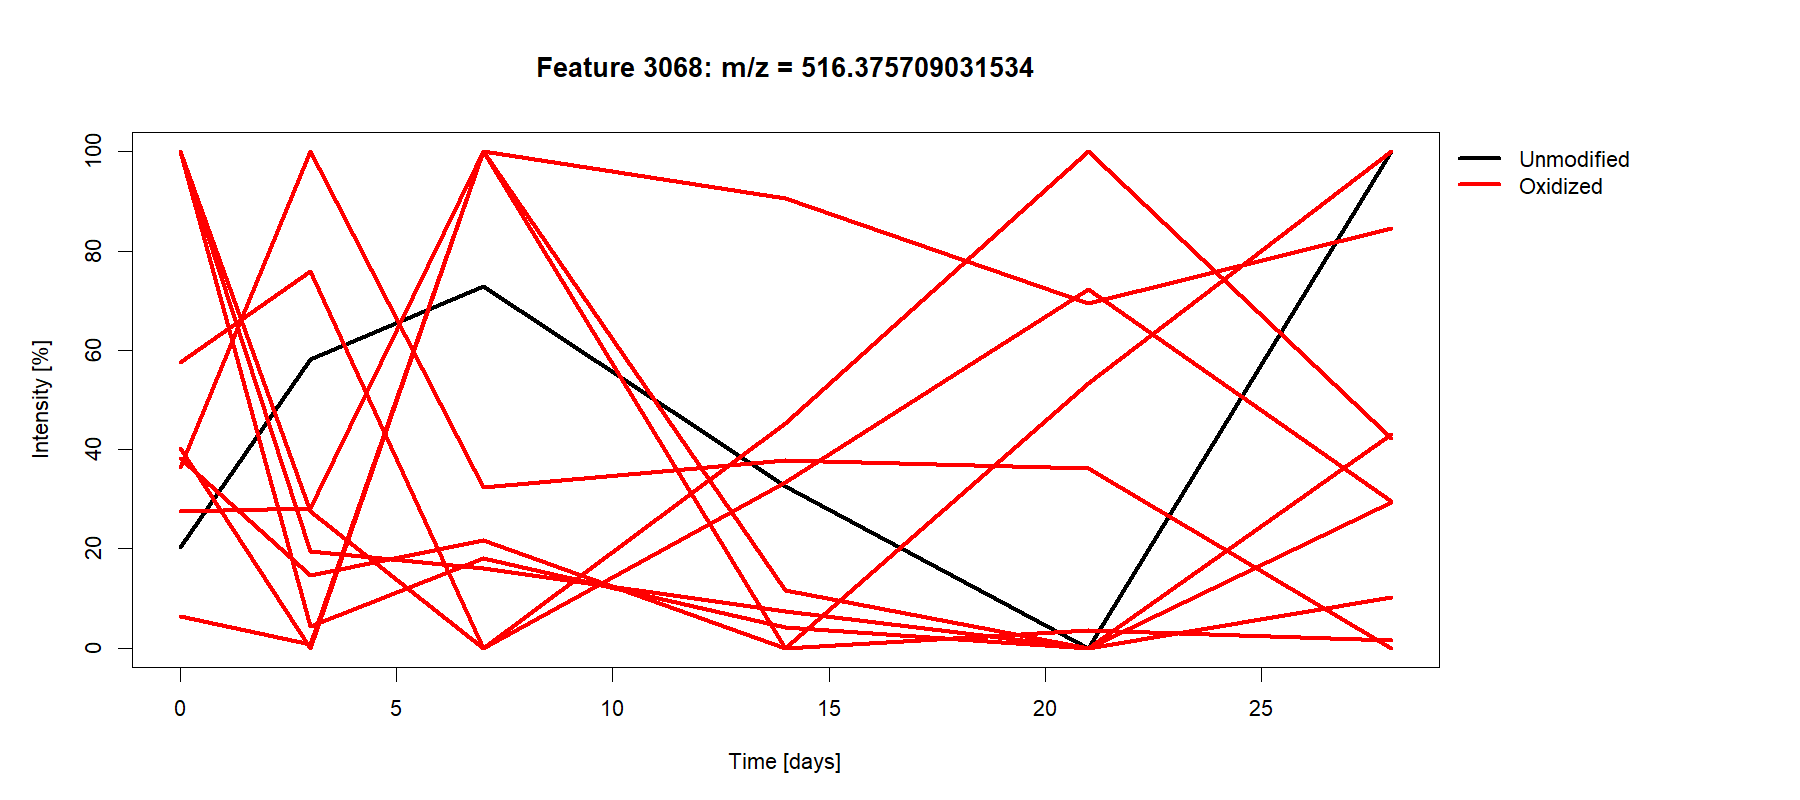 Feature 3068: m/z = 516.375709031534
Unmodified
Oxidized
100
80
60
40
20
0
Intensity [%]
0 5 10 15 20 25
Time [days]